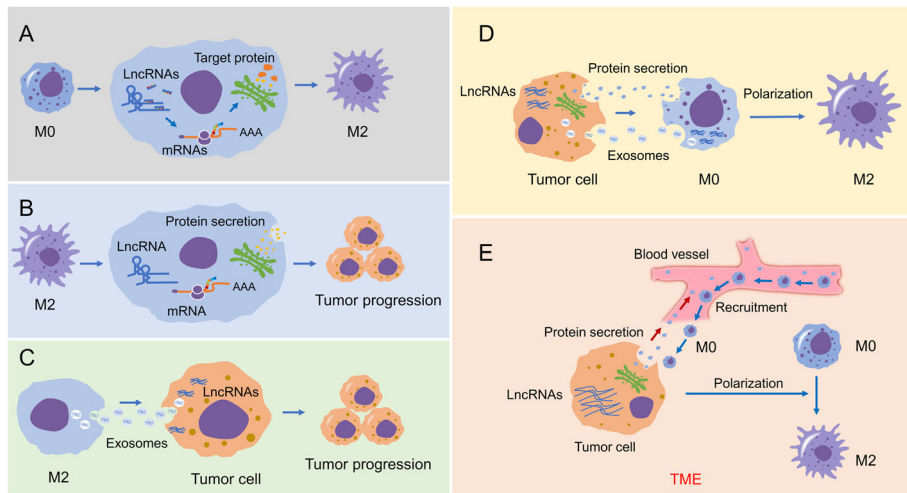 A
LncRNAs
Target protein
AAA
mRNAs
M0
M2
B
Protein secretion
LncRNA
AAA
mRNA
M2
Tumor progression
C
LncRNAs
Exosomes
M2
Tumor cell
Tumor progression
D
Protein secretion
LncRNAs
Polarization
Exosomes
Tumor cell
M0
M2
E
Blood vessel
Recruitment
Protein secretion
M0
M0
LncRNAs
Polarization
Tumor cell
M2
TME